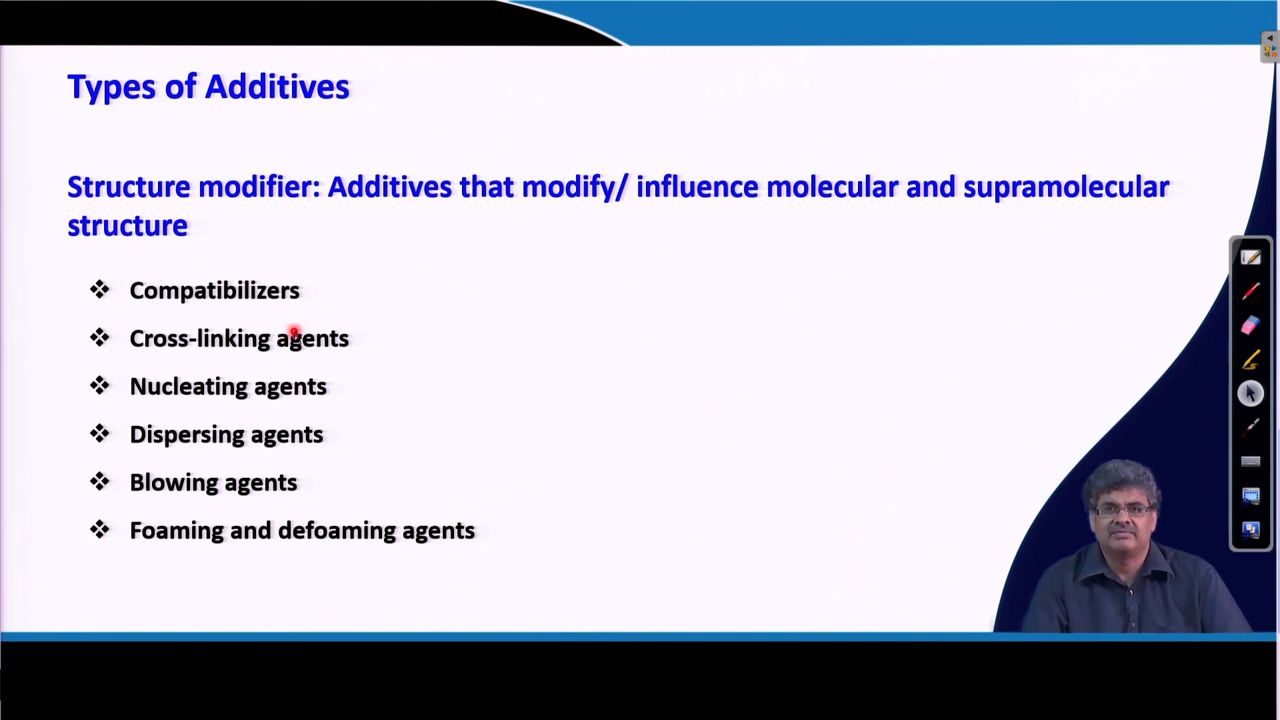 Types of Additives
Structure modifier: Additives that modify/ influence molecular and supramolecular
structure
❖ Compatibilizers
❖ Cross-linking agents
❖ Nucleating agents
❖ Dispersing agents
❖ Blowing agents
❖ Foaming and defoaming agents